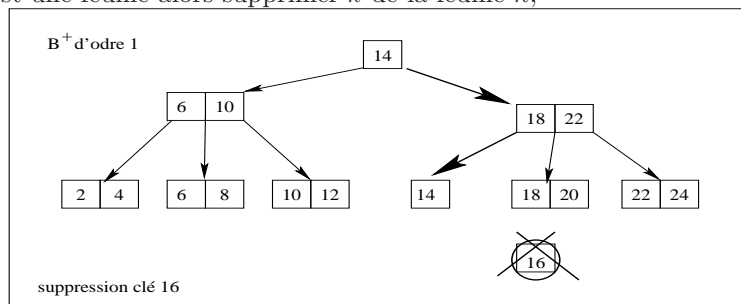 est une feuille alors supprimer k de la feuille n;
B+ d'odre 1
14
6 10
18 22
2 4 6 8 10 12 14 18 20 22 24
16
suppression clé 16